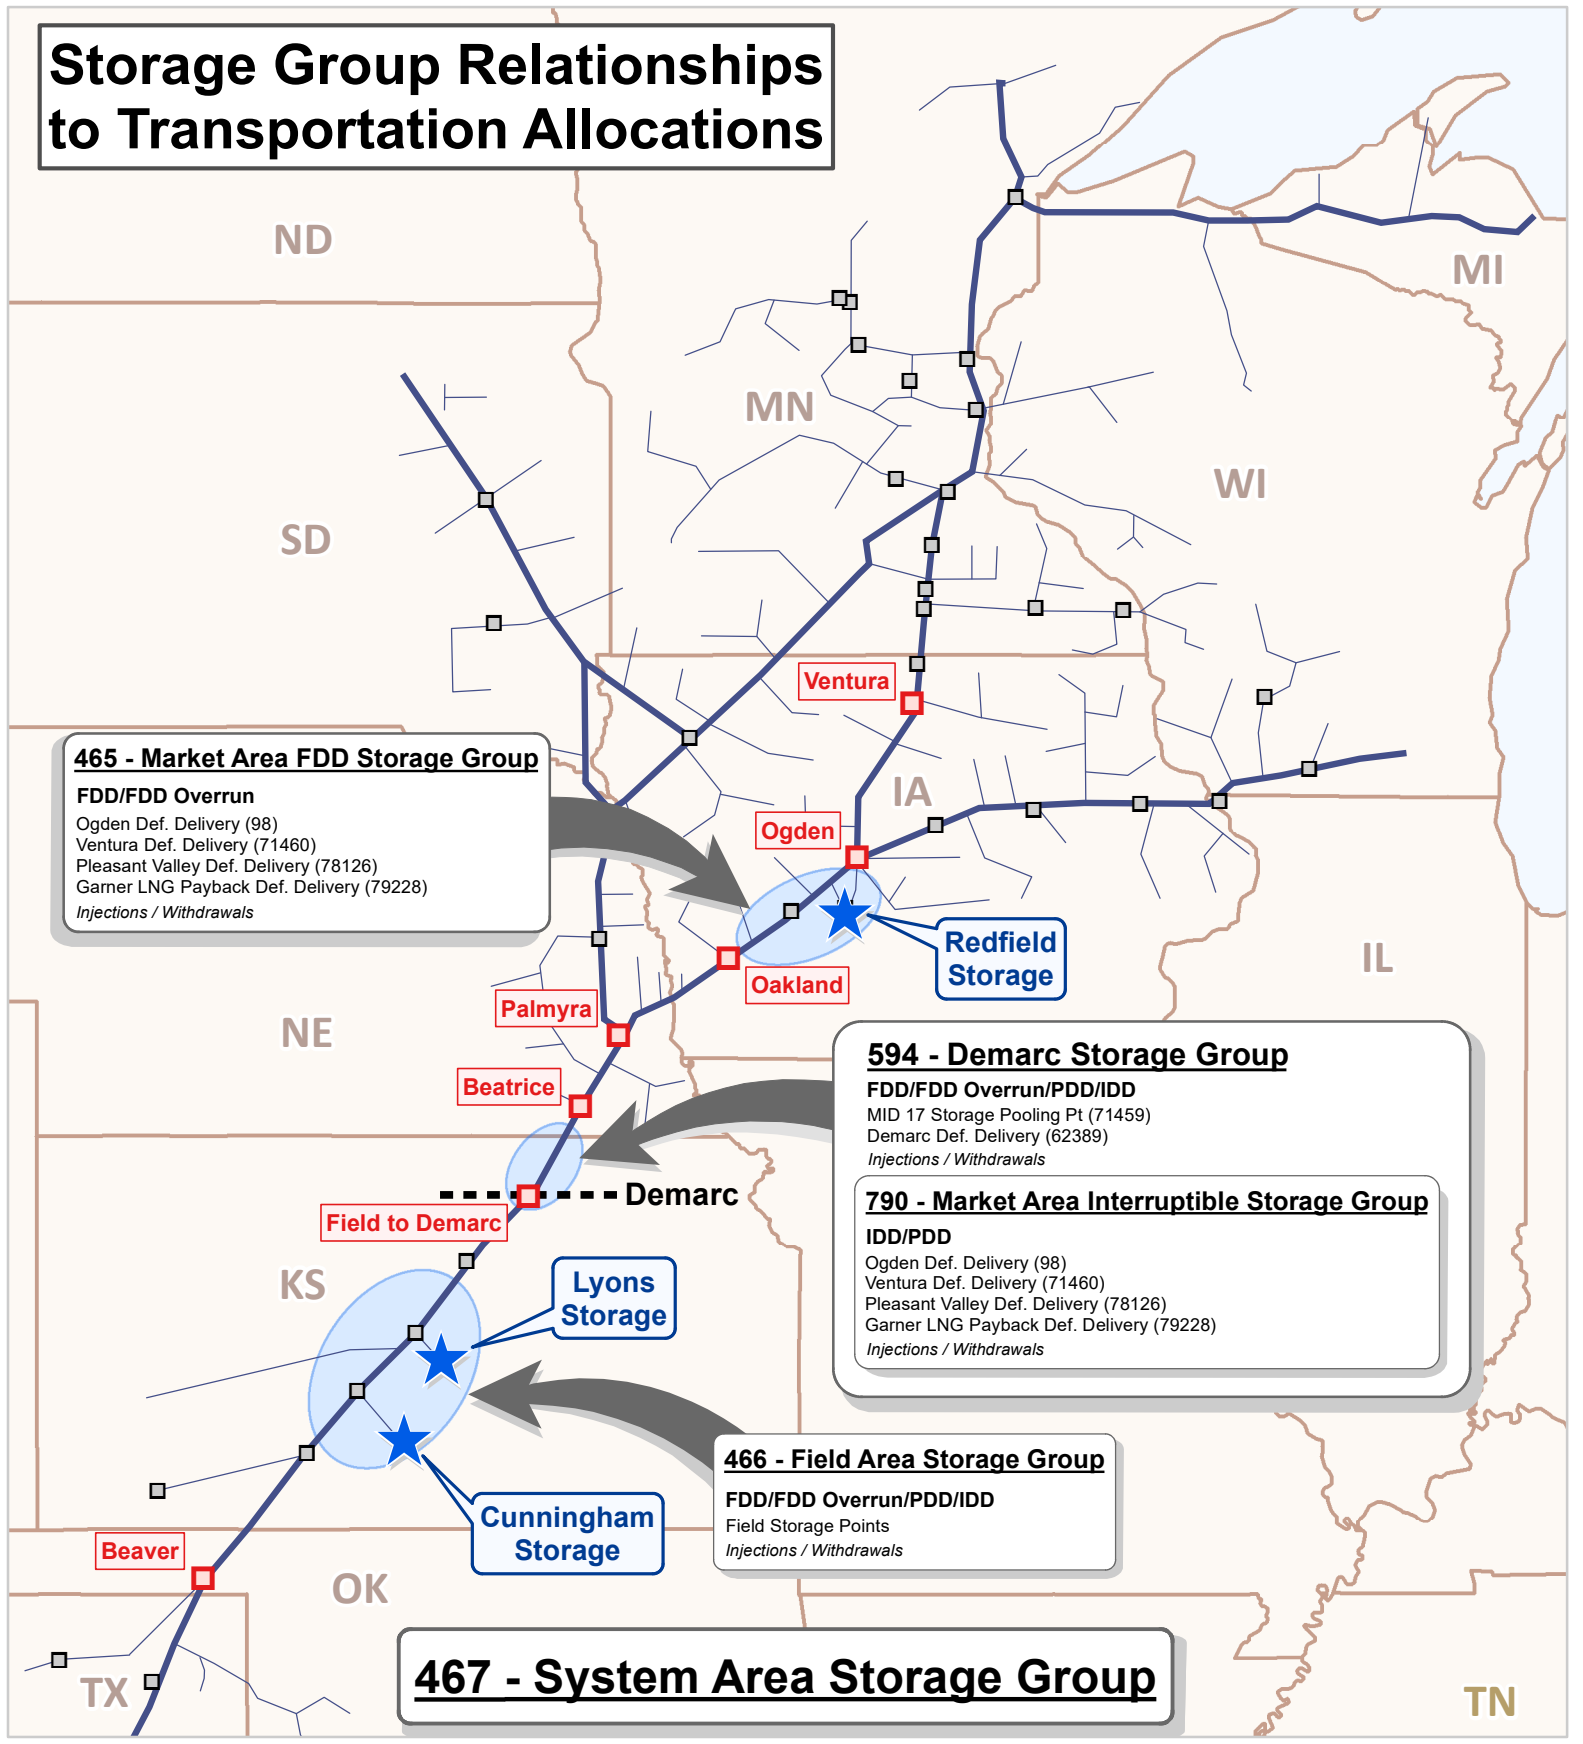 Storage Group Relationships
to Transportation Allocations
ND
MI
MN
WI
SD
Ventura
465 - Market Area FDD Storage Group
FDD/FDD Overrun
Ogden Def. Delivery (98)
Ventura Def. Delivery (71460)
Pleasant Valley Def. Delivery (78126)
Garner LNG Payback Def. Delivery (79228)
Injections / Withdrawals
IA
Ogden
Redfield
Storage
IL
Oakland
Palmyra
NE
Beatrice
594 - Demarc Storage Group
FDD/FDD Overrun/PDD/IDD
MID 17 Storage Pooling Pt (71459)
Demarc Def. Delivery (62389)
Injections / Withdrawals
790 - Market Area Interruptible Storage Group
IDD/PDD
Ogden Def. Delivery (98)
Ventura Def. Delivery (71460)
Pleasant Valley Def. Delivery (78126)
Garner LNG Payback Def. Delivery (79228)
Injections / Withdrawals
Demarc
Field to Demarc
KS
Lyons
Storage
466 - Field Area Storage Group
FDD/FDD Overrun/PDD/IDD
Field Storage Points
Injections / Withdrawals
Cunningham
Storage
Beaver
OK
467 - System Area Storage Group
TX
TN